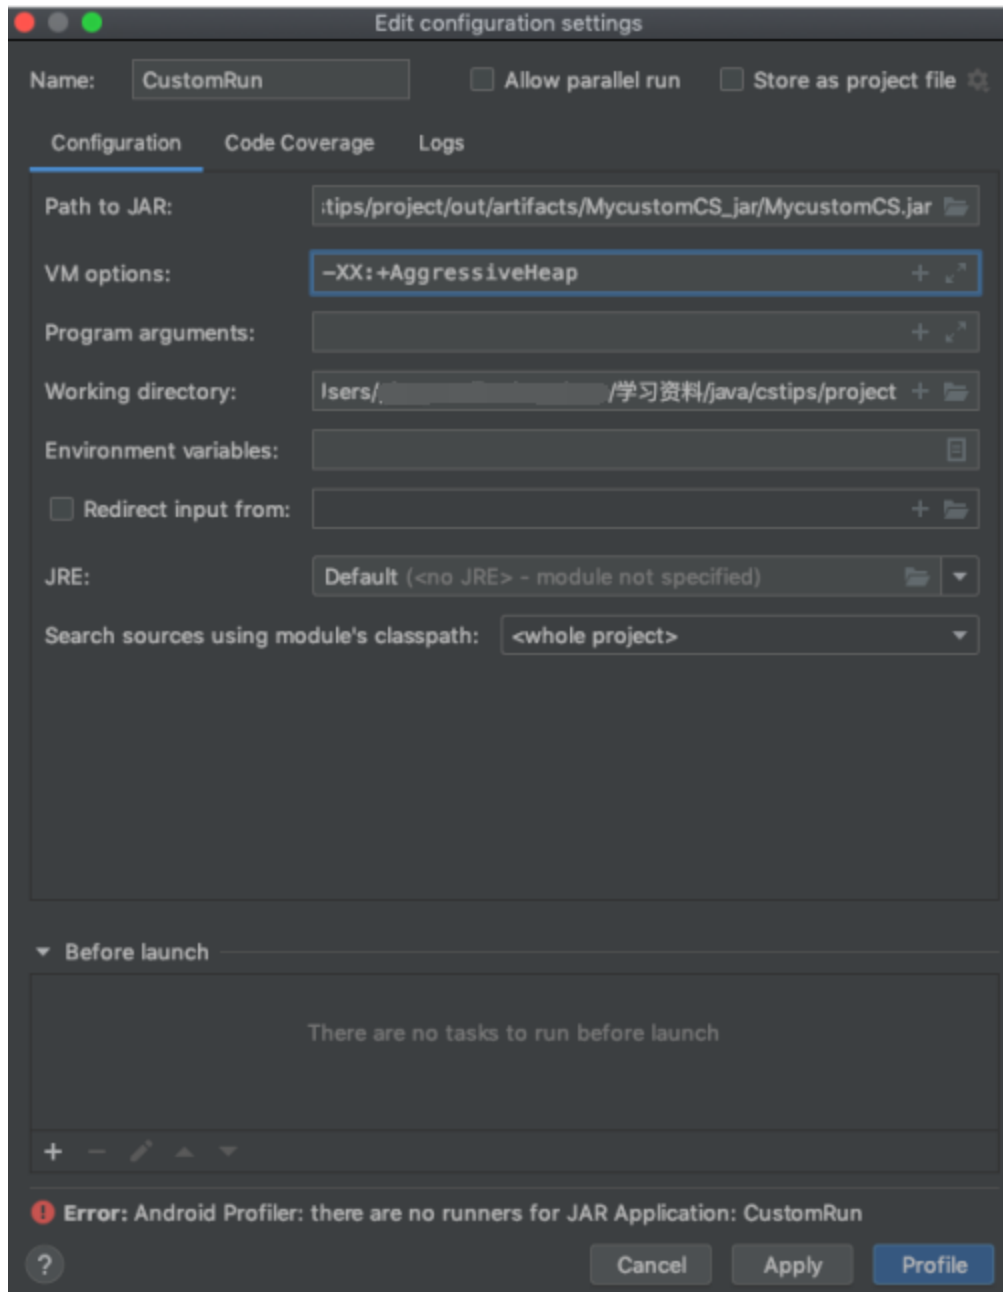 Edit configuration settings
Name: CustomRun Allow parallel run Store as project file
Configuration Code Coverage Logs
Path to JAR: tips/project/out/artifacts/MycustomCS_jar/MycustomCS.jar
VM options: -XX:+AggressiveHeap
Program arguments:
Working directory: sers/ /学习资料/java/cstips/project
Environment variables:
Redirect input from:
JRE: Default (<no JRE> - module not specified)
Search sources using module's classpath: <whole project>
Before launch
There are no tasks to run before launch
Error: Android Profiler: there are no runners for JAR Application: CustomRun
? Cancel Apply Profile